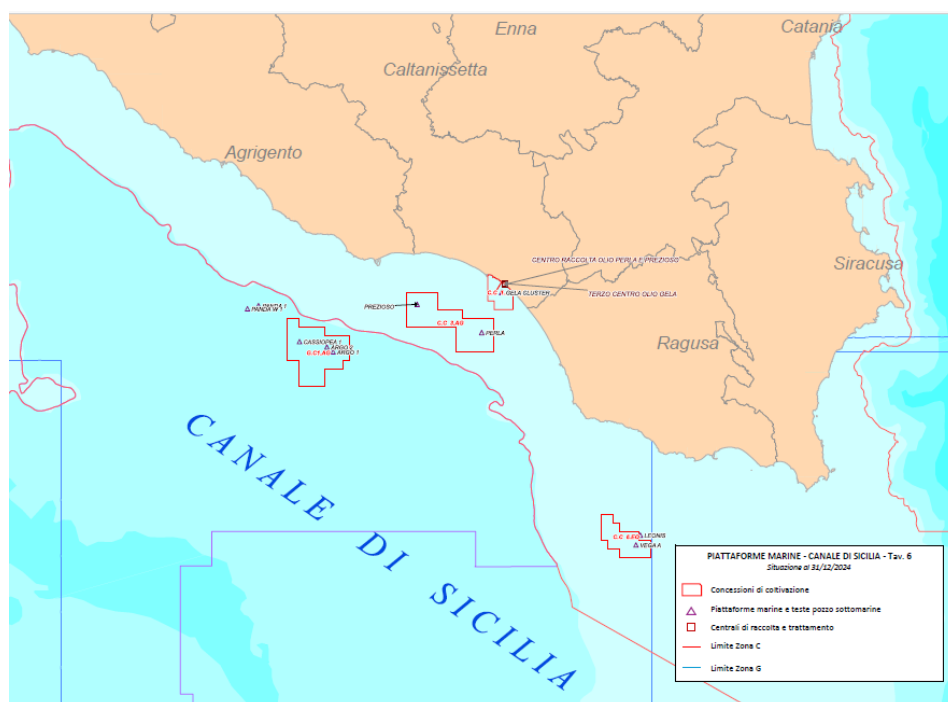 Enna
Catania
Caltanissetta
Agrigento
Siracusa
CENTRO RACCOLTA OLIO PERLA E PREZIOSO
GELA CLUSTER
TERZO CENTRO OLIO GELA
PANDA 1
PANDA W 1
PREZIOSO
C.C 3.AG
PERLA
CASSIOPEA 1
ARGO 2
ARGO 1
G.C1.AG
Ragusa
CANALE DI SICILIA
C.C 6.EO
LEONIS
VEGA A
PIATTAFORME MARINE - CANALE DI SICILIA - Tav. 6
Situazione al 31/12/2024
Concessioni di coltivazione
Piattaforme marine e teste pozzo sottomarine
Centrali di raccolta e trattamento
Limite Zona C
Limite Zona G